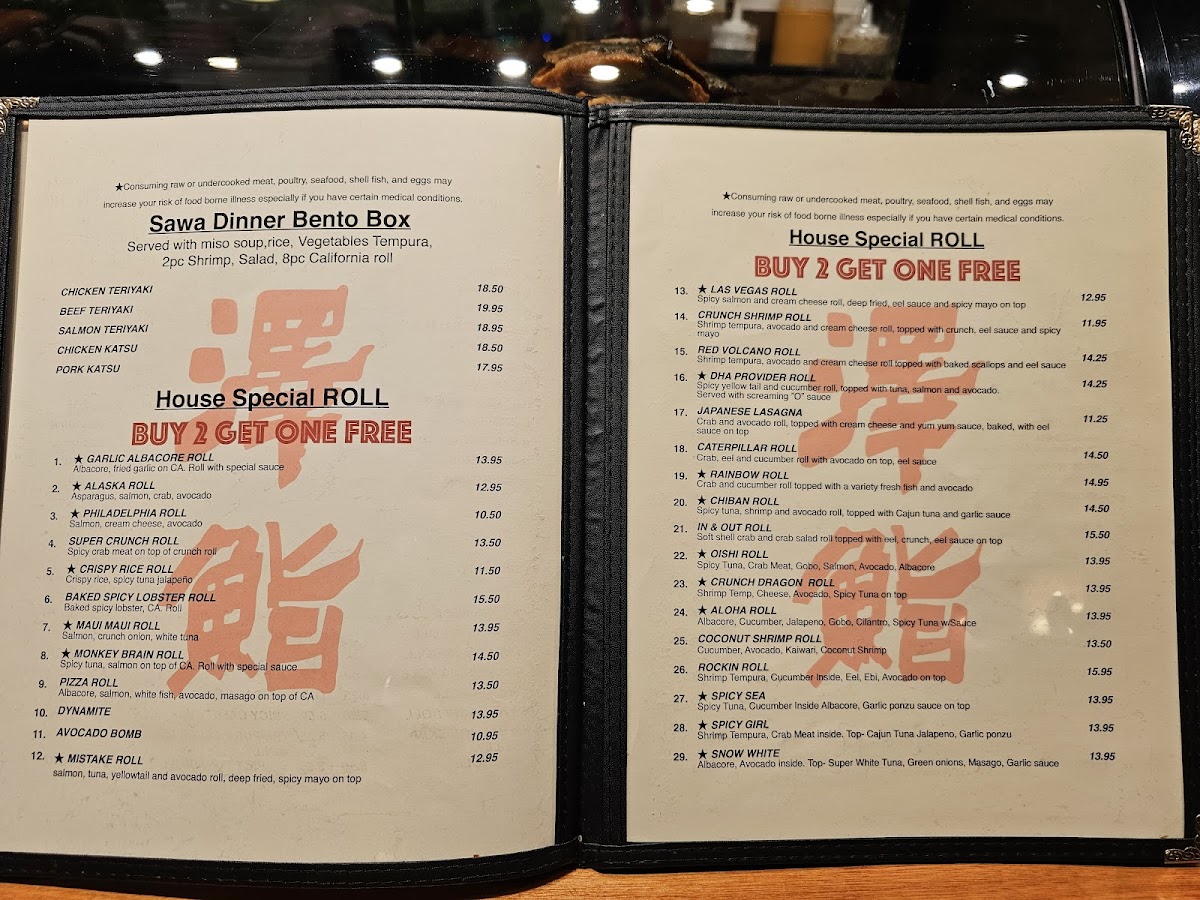 ★Consuming raw or undercooked meat, poultry, seafood, shell fish, and eggs may
increase your risk of food borne illness especially if you have certain medical conditions.
Sawa Dinner Bento Box
Served with miso soup,rice, Vegetables Tempura,
2pc Shrimp, Salad, 8pc California roll
CHICKEN TERIYAKI 18.50
BEEF TERIYAKI 19.95
SALMON TERIYAKI 18.95
CHICKEN KATSU 18.50
PORK KATSU 17.95
House Special ROLL
BUY 2 GET ONE FREE
1. ★ GARLIC ALBACORE ROLL 13.95
Albacore, fried garlic on CA. Roll with special sauce
2. ★ ALASKA ROLL 12.95
Asparagus, salmon, crab, avocado
3. ★ PHILADELPHIA ROLL 10.50
Salmon, cream cheese, avocado
4. SUPER CRUNCH ROLL 13.50
Spicy crab meat on top of crunch roll
5. ★ CRISPY RICE ROLL 11.50
Crispy rice, spicy tuna jalapeño
6. BAKED SPICY LOBSTER ROLL 15.50
Baked spicy lobster, CA. Roll
7. ★ MAUI MAUI ROLL 13.95
Salmon, crunch onion, white tuna
8. ★ MONKEY BRAIN ROLL 14.50
Spicy tuna, salmon on top of CA. Roll with special sauce
9. PIZZA ROLL 13.50
Albacore, salmon, white fish, avocado, masago on top of CA
10. DYNAMITE 13.95
11. AVOCADO BOMB 10.95
12. ★ MISTAKE ROLL 12.95
salmon, tuna, yellowtail and avocado roll, deep fried, spicy mayo on top
澤
鮨
★Consuming raw or undercooked meat, poultry, seafood, shell fish, and eggs may
increase your risk of food borne illness especially if you have certain medical conditions.
House Special ROLL
BUY 2 GET ONE FREE
13. ★ LAS VEGAS ROLL 12.95
Spicy salmon and cream cheese roll, deep fried, eel sauce and spicy mayo on top
14. CRUNCH SHRIMP ROLL 11.95
Shrimp tempura, avocado and cream cheese roll, topped with crunch, eel sauce and spicy
mayo
15. RED VOLCANO ROLL 14.25
Shrimp tempura, avocado and cream cheese roll topped with baked scallops and eel sauce
16. ★ DHA PROVIDER ROLL 14.25
Spicy yellow tail and cucumber roll, topped with tuna, salmon and avocado.
Served with screaming "O" sauce
17. JAPANESE LASAGNA 11.25
Crab and avocado roll, topped with cream cheese and yum yum sauce, baked, with eel
sauce on top
18. CATERPILLAR ROLL 14.50
Crab, eel and cucumber roll with avocado on top, eel sauce
19. ★ RAINBOW ROLL 14.95
Crab and cucumber roll topped with a variety fresh fish and avocado
20. ★ CHIBAN ROLL 14.50
Spicy tuna, shrimp and avocado roll, topped with Cajun tuna and garlic sauce
21. IN & OUT ROLL 15.50
Soft shell crab and crab salad roll topped with eel, crunch, eel sauce on top
22. ★ OISHI ROLL 13.95
Spicy Tuna, Crab Meat, Gobo, Salmon, Avocado, Albacore
23. ★ CRUNCH DRAGON ROLL 13.95
Shrimp Temp, Cheese, Avocado, Spicy Tuna on top
24. ★ ALOHA ROLL 13.95
Albacore, Cucumber, Jalapeno, Gobo, Cilantro, Spicy Tuna w/Sauce
25. COCONUT SHRIMP ROLL 13.50
Cucumber, Avocado, Kaiwari, Coconut Shrimp
26. ROCKIN ROLL 15.95
Shrimp Tempura, Cucumber Inside, Eel, Ebi, Avocado on top
27. ★ SPICY SEA 13.95
Spicy Tuna, Cucumber Inside Albacore, Garlic ponzu sauce on top
28. ★ SPICY GIRL 13.95
Shrimp Tempura, Crab Meat inside, Top- Cajun Tuna Jalapeno, Garlic ponzu
29. ★ SNOW WHITE 13.95
Albacore, Avocado inside. Top- Super White Tuna, Green onions, Masago, Garlic sauce
澤
鮨